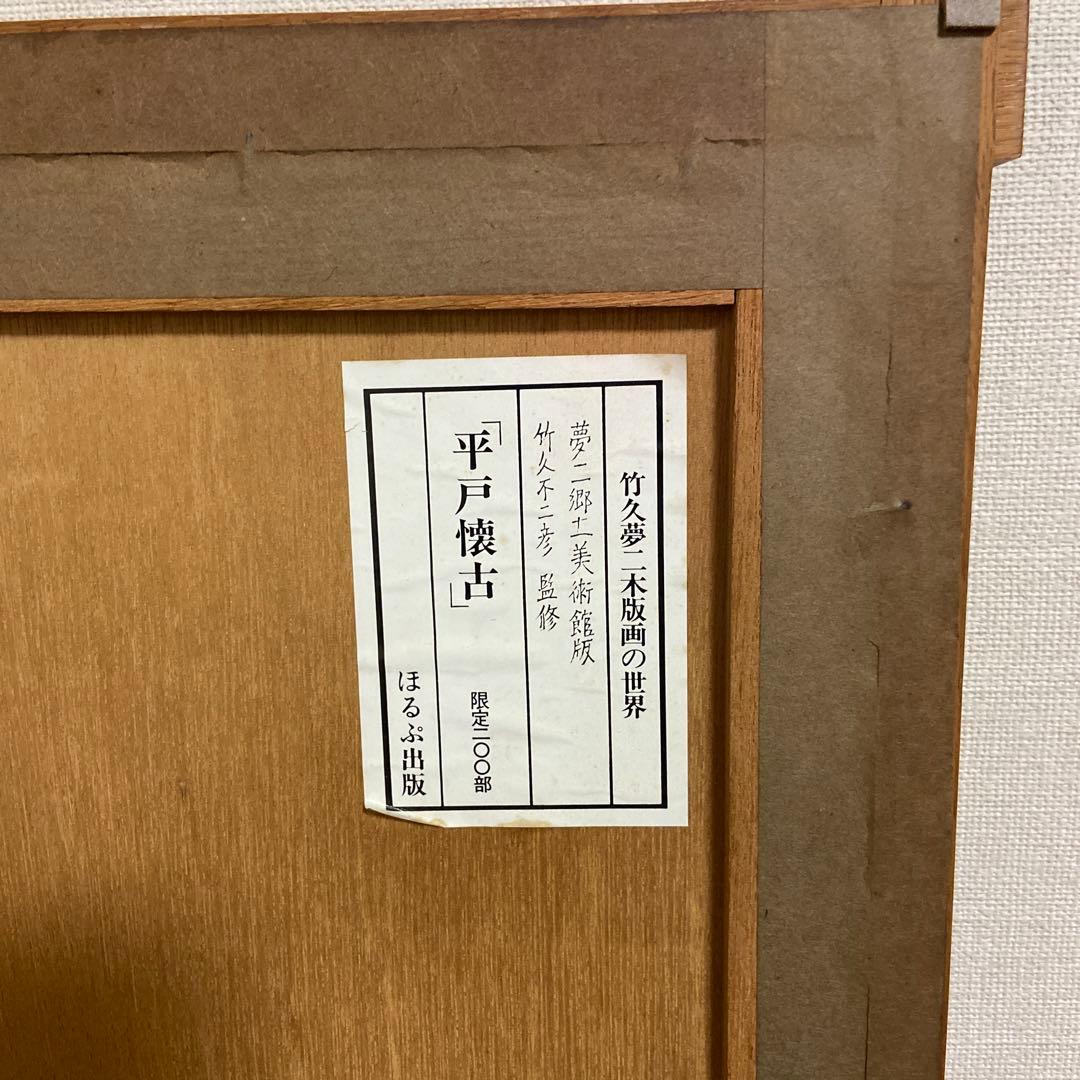 竹久夢二木版画の世界
夢二郷土美術館版
竹久不二彦 監修
「平戸懐古」
限定二〇〇部
ほるぷ出版